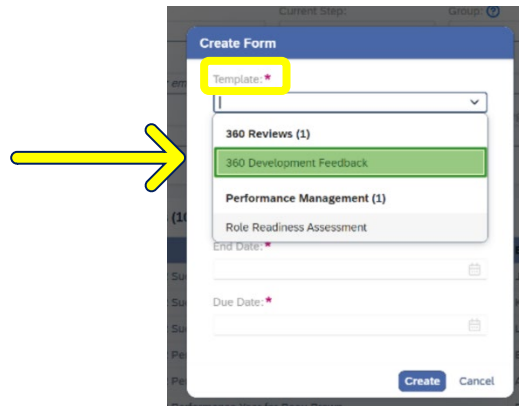 Current Step:
Group:
Create Form
Template: *
360 Reviews (1)
360 Development Feedback
Performance Management (1)
Role Readiness Assessment
End Date: *
Due Date: *
Create
Cancel